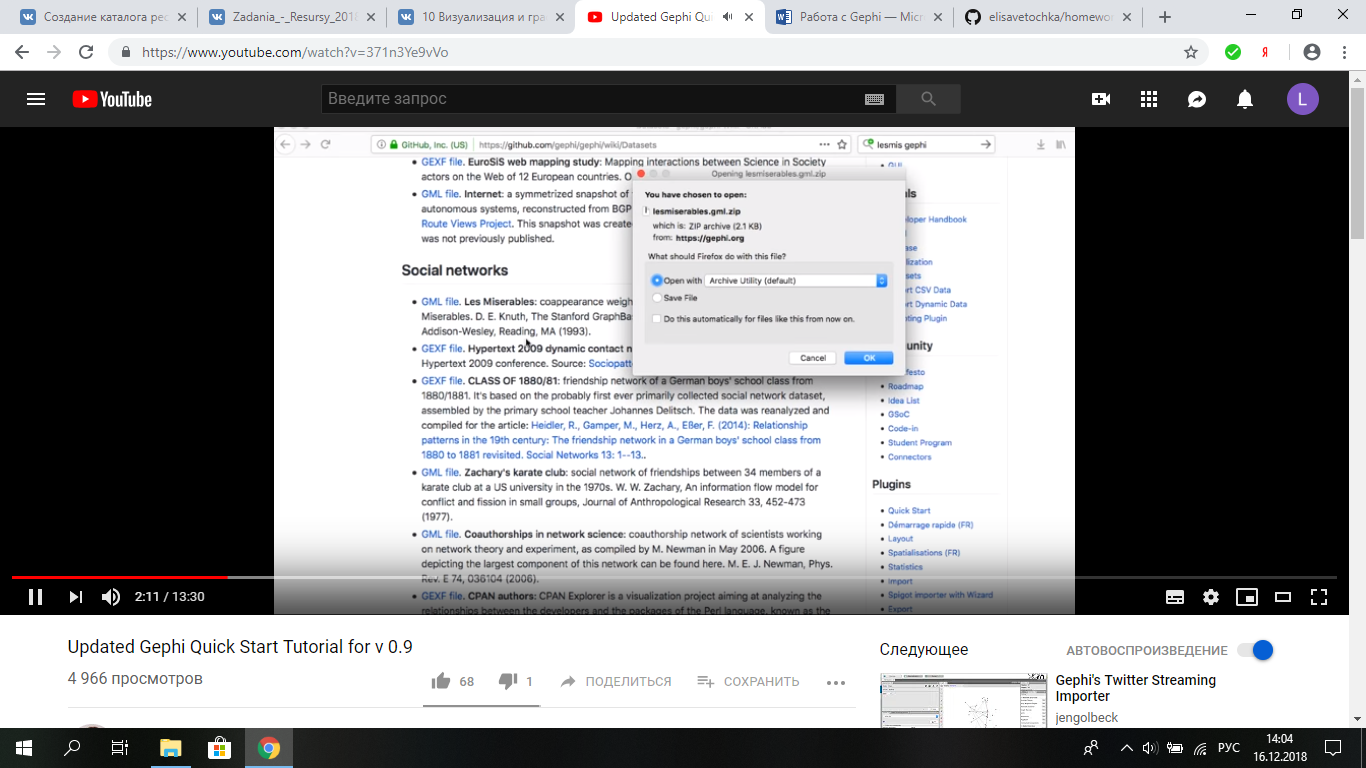 Создание каталога рес
Zadania_-_Resursy_2018
10 Визуализация и гра
Updated Gephi Qui
Работа с Gephi — Micr
elisavetochka/homewor
https://www.youtube.com/watch?v=371n3Ye9vVo
Я
YouTube
Введите запрос
L
GitHub, Inc. (US) https://github.com/gephi/gephi/wiki/Datasets
lesmis gephi
GEXF file. EuroSiS web mapping study: Mapping interactions between Science in Society
actors on the Web of 12 European countries.
GML file. Internet: a symmetrized snapshot of
autonomous systems, reconstructed from BGP
Route Views Project. This snapshot was create
was not previously published.
Social networks
GML file. Les Miserables: coappearance weigh
Miserables. D. E. Knuth, The Stanford GraphBas
Addison-Wesley, Reading, MA (1993).
GEXF file. Hypertext 2009 dynamic contact n
Hypertext 2009 conference. Source: Sociopatt
GEXF file. CLASS OF 1880/81: friendship network of a German boys' school class from
1880/1881. It's based on the probably first ever primarily collected social network dataset,
assembled by the primary school teacher Johannes Delitsch. The data was reanalyzed and
compiled for the article: Heidler, R., Gamper, M., Herz, A., Eßer, F. (2014): Relationship
patterns in the 19th century: The friendship network in a German boys' school class from
1880 to 1881 revisited. Social Networks 13: 1--13..
GML file. Zachary's karate club: social network of friendships between 34 members of a
karate club at a US university in the 1970s. W. W. Zachary, An information flow model for
conflict and fission in small groups, Journal of Anthropological Research 33, 452-473
(1977).
GML file. Coauthorships in network science: coauthorship network of scientists working
on network theory and experiment, as compiled by M. Newman in May 2006. A figure
depicting the largest component of this network can be found here. M. E. J. Newman, Phys.
Rev. E 74, 036104 (2006).
GEXF file. CPAN authors: CPAN Explorer is a visualization project aiming at analyzing the
relationships between the developers and the packages of the Perl language, known as the
Opening lesmiserables.gml.zip
You have chosen to open:
lesmiserables.gml.zip
which is: ZIP archive (2.1 KB)
from: https://gephi.org
What should Firefox do with this file?
Open with Archive Utility (default)
Save File
Do this automatically for files like this from now on.
Cancel OK
als
loper Handbook
ase
lization
sets
rt CSV Data
rt Dynamic Data
nting Plugin
unity
festo
Roadmap
Idea List
GSoC
Code-in
Student Program
Connectors
Plugins
Quick Start
Démarrage rapide (FR)
Layout
Spatialisations (FR)
Statistics
Import
Spigot importer with Wizard
Export
2:11 / 13:30
Updated Gephi Quick Start Tutorial for v 0.9
4 966 просмотров
68
1
ПОДЕЛИТЬСЯ
СОХРАНИТЬ
Следующее
АВТОВОСПРОИЗВЕДЕНИЕ
Gephi's Twitter Streaming
Importer
jengolbeck
РУС
14:04
16.12.2018